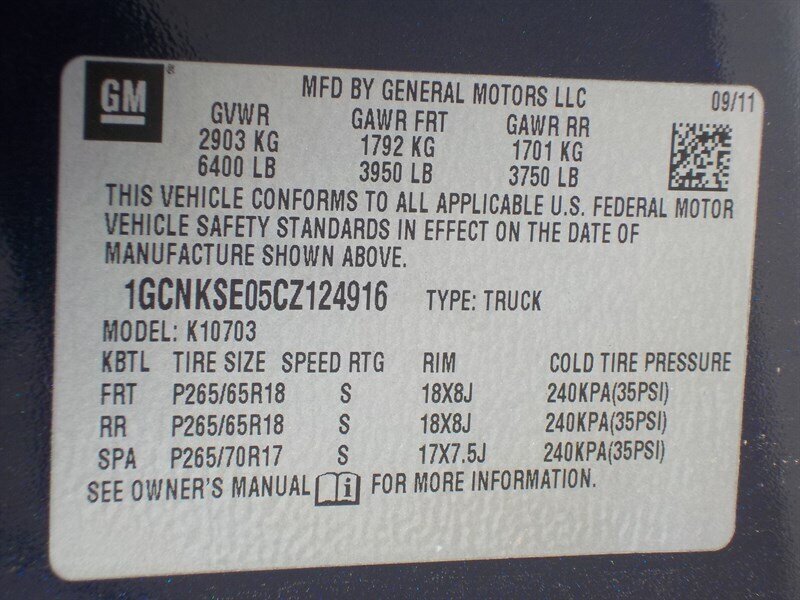 GM®
MFD BY GENERAL MOTORS LLC 09/11
GVWR GAWR FRT GAWR RR
2903 KG 1792 KG 1701 KG
6400 LB 3950 LB 3750 LB
THIS VEHICLE CONFORMS TO ALL APPLICABLE U.S. FEDERAL MOTOR
VEHICLE SAFETY STANDARDS IN EFFECT ON THE DATE OF
MANUFACTURE SHOWN ABOVE.
1GCNKSE05CZ124916 TYPE: TRUCK
MODEL: K10703
KBTL TIRE SIZE SPEED RTG RIM COLD TIRE PRESSURE
FRT P265/65R18 S 18X8J 240KPA(35PSI)
RR P265/65R18 S 18X8J 240KPA(35PSI)
SPA P265/70R17 S 17X7.5J 240KPA(35PSI)
SEE OWNER'S MANUAL i FOR MORE INFORMATION.